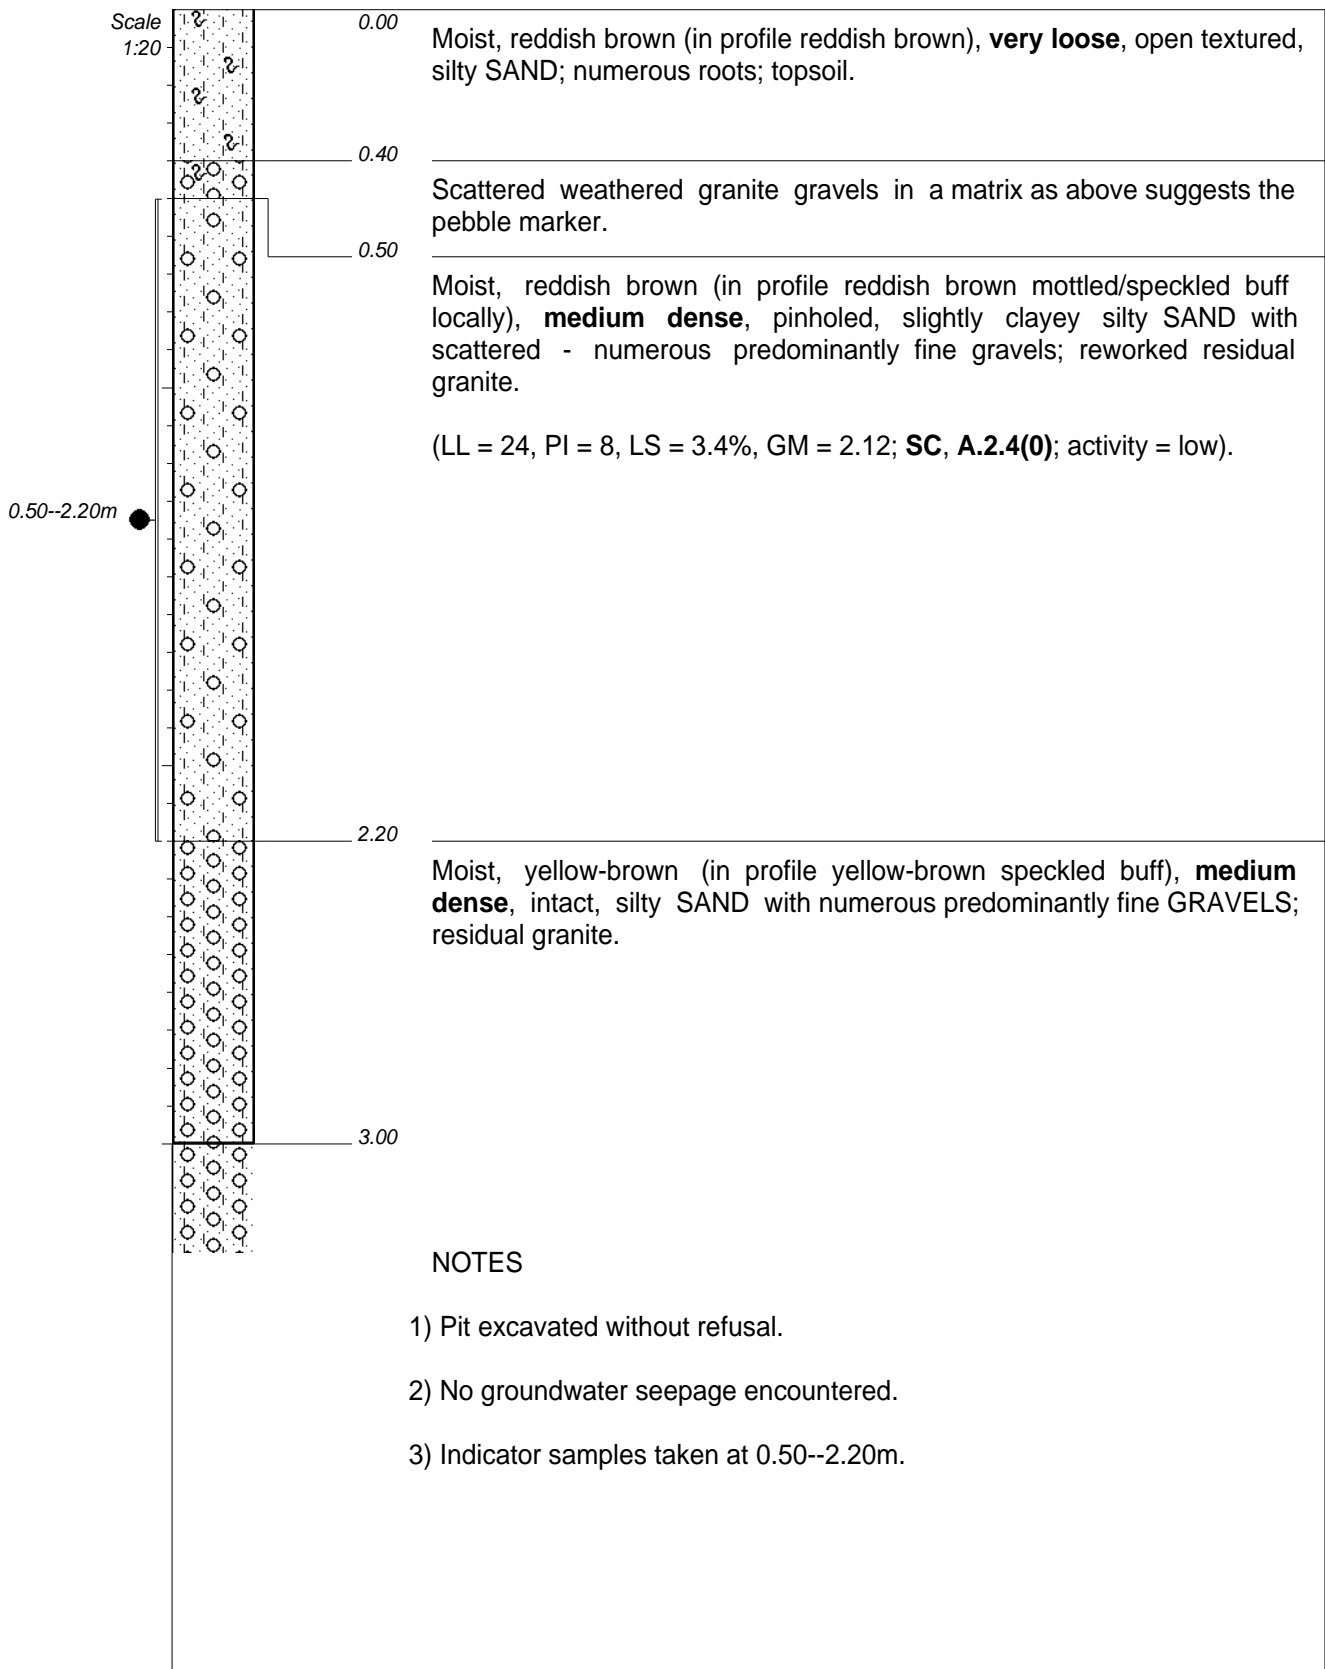 Scale
1:20
0.00
Moist, reddish brown (in profile reddish brown), very loose, open textured,
silty SAND; numerous roots; topsoil.
0.40
Scattered weathered granite gravels in a matrix as above suggests the
pebble marker.
0.50
Moist, reddish brown (in profile reddish brown mottled/speckled buff
locally), medium dense, pinholed, slightly clayey silty SAND with
scattered - numerous predominantly fine gravels; reworked residual
granite.
(LL = 24, PI = 8, LS = 3.4%, GM = 2.12; SC, A.2.4(0); activity = low).
0.50--2.20m
2.20
Moist, yellow-brown (in profile yellow-brown speckled buff), medium
dense, intact, silty SAND with numerous predominantly fine GRAVELS;
residual granite.
3.00
NOTES
1) Pit excavated without refusal.
2) No groundwater seepage encountered.
3) Indicator samples taken at 0.50--2.20m.